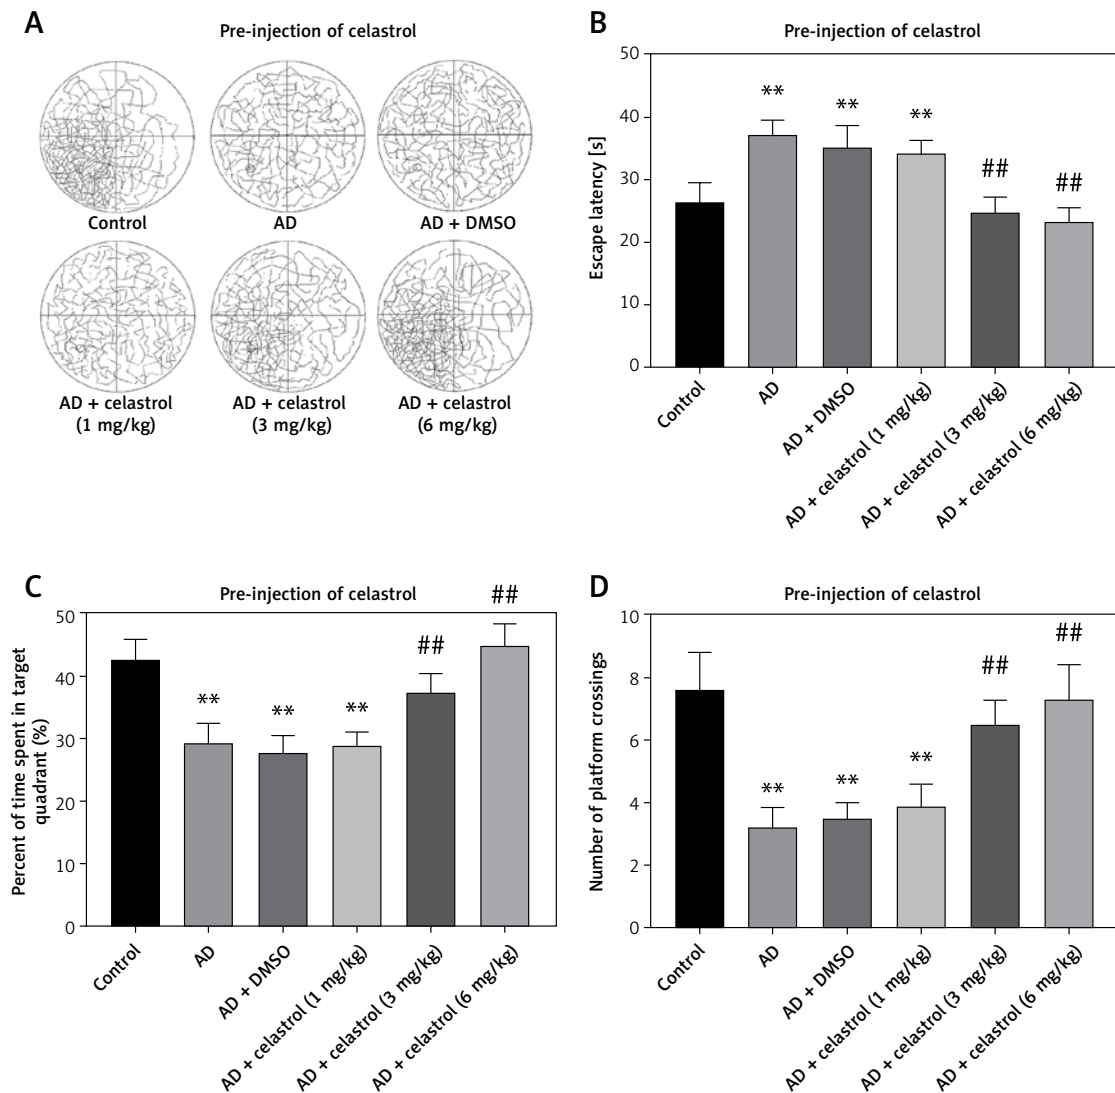 A
Pre-injection of celastrol
Control
AD
AD + DMSO
AD + celastrol
(1 mg/kg)
AD + celastrol
(3 mg/kg)
AD + celastrol
(6 mg/kg)
B
Pre-injection of celastrol
Escape latency [s]
50
40
30
20
10
0
**
**
**
##
##
Control
AD
AD + DMSO
AD + celastrol (1 mg/kg)
AD + celastrol (3 mg/kg)
AD + celastrol (6 mg/kg)
C
Pre-injection of celastrol
Percent of time spent in target
quadrant (%)
50
40
30
20
10
0
**
**
**
##
##
Control
AD
AD + DMSO
AD + celastrol (1 mg/kg)
AD + celastrol (3 mg/kg)
AD + celastrol (6 mg/kg)
D
Pre-injection of celastrol
Number of platform crossings
10
8
6
4
2
0
**
**
**
##
##
Control
AD
AD + DMSO
AD + celastrol (1 mg/kg)
AD + celastrol (3 mg/kg)
AD + celastrol (6 mg/kg)